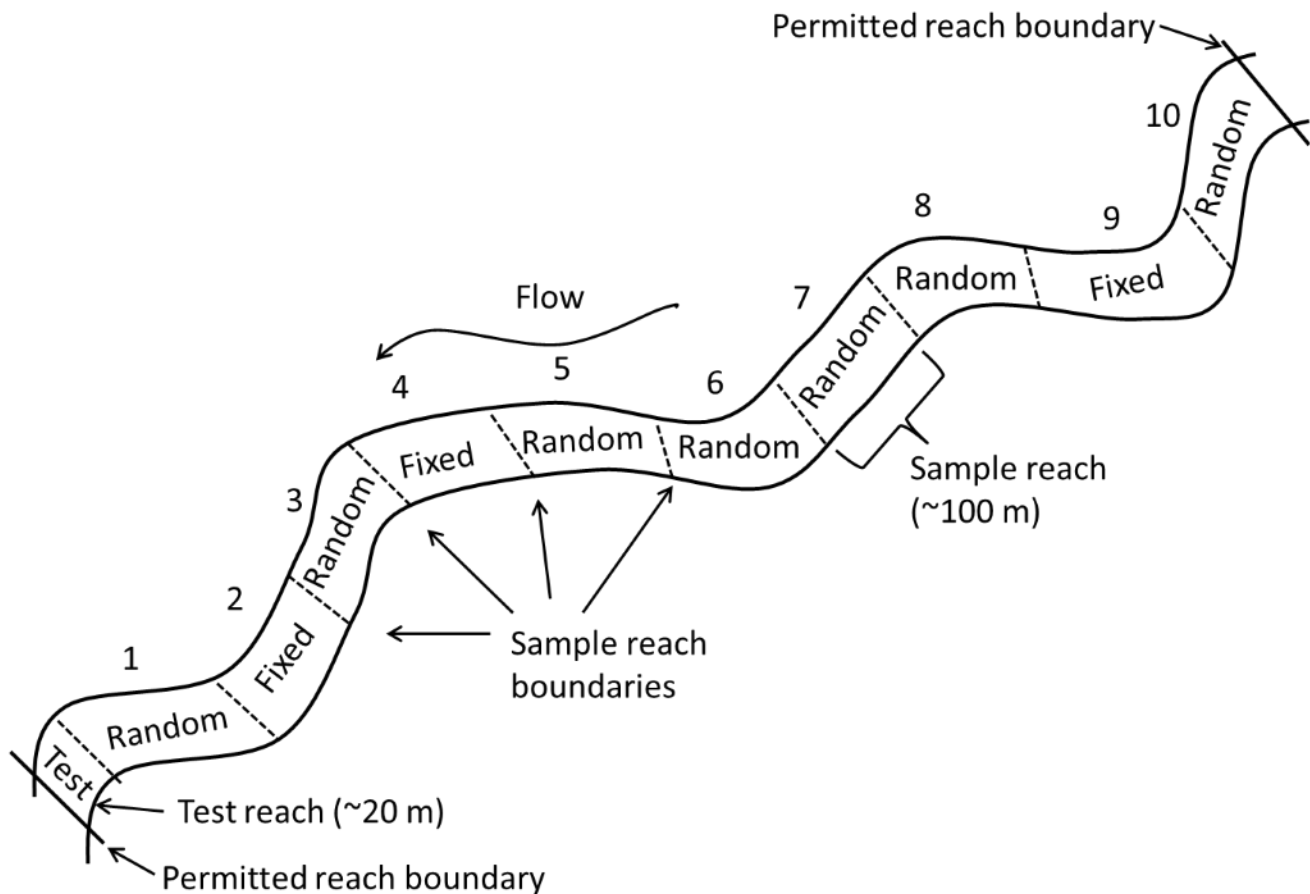 Permitted reach boundary
10
Random
8
9
Random
Fixed
7
Flow
Random
5
4
6
Random
Random
Fixed
Sample reach
(~100 m)
3
Random
2
Sample reach
boundaries
Fixed
1
Random
Test
Test reach (~20 m)
Permitted reach boundary